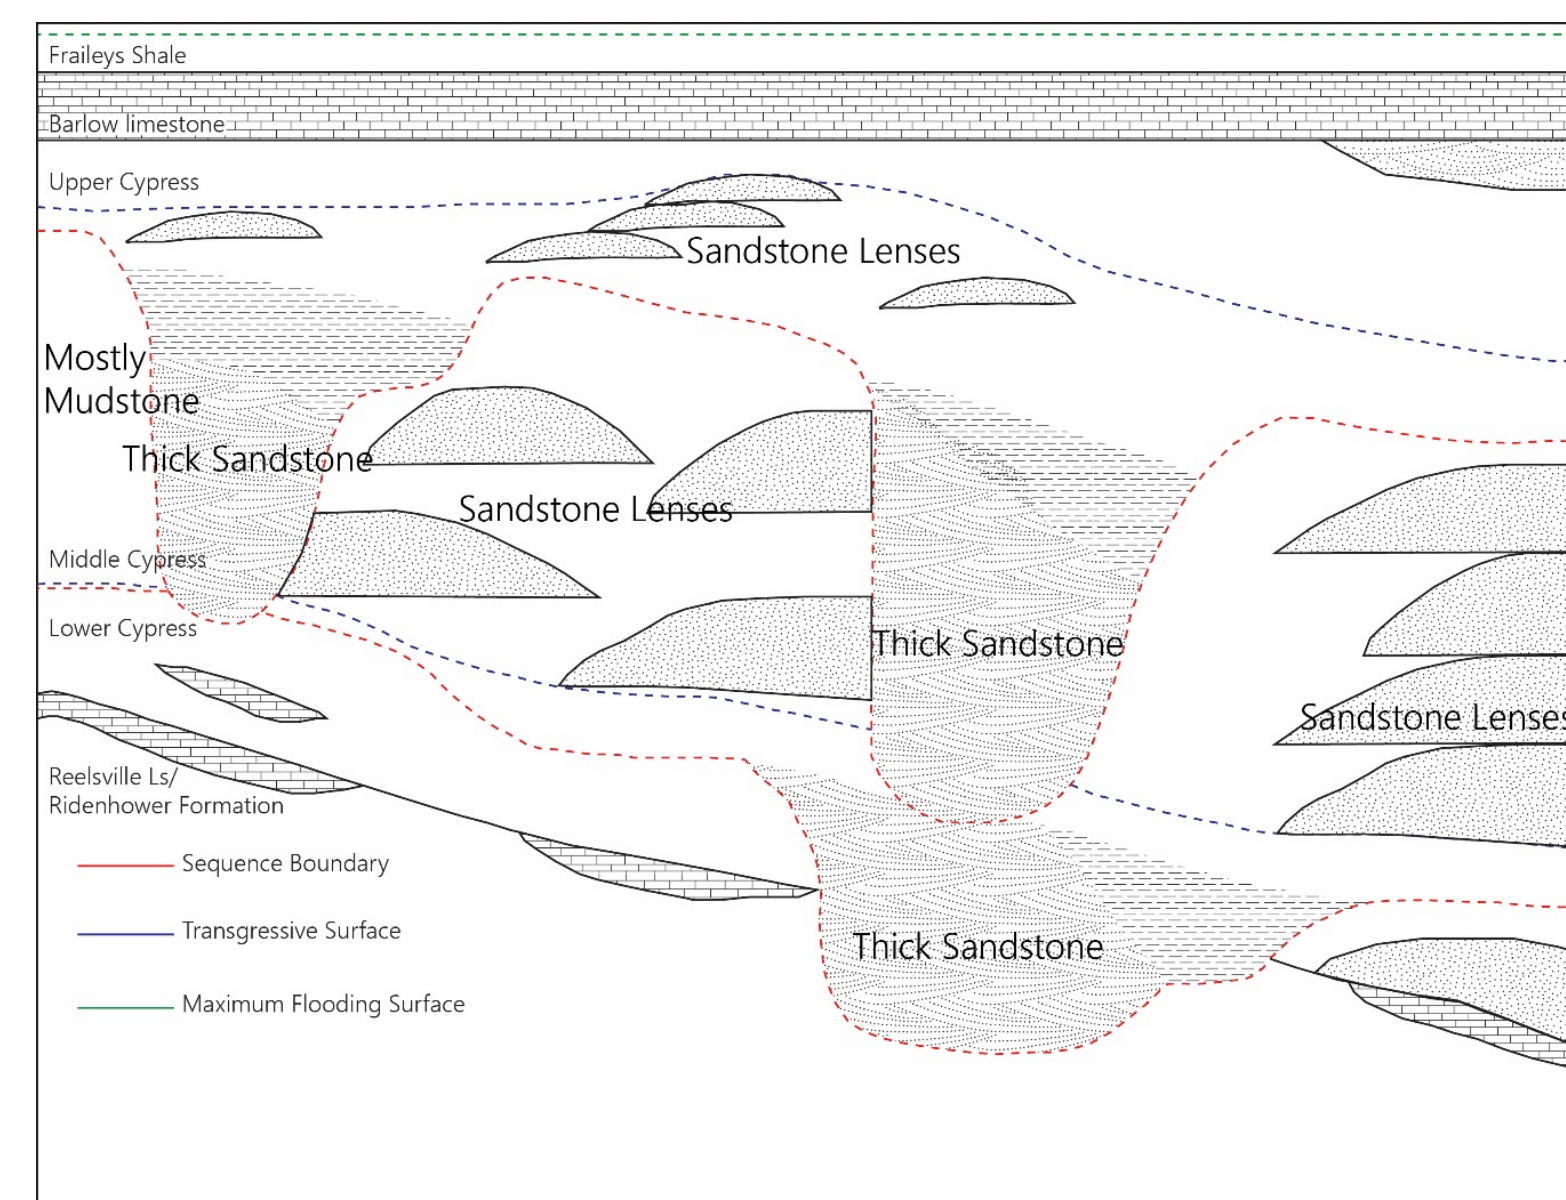 Fraileys Shale
Barlow limestone
Upper Cypress
Sandstone Lenses
Mostly
Mudstone
Thick Sandstone
Sandstone Lenses
Middle Cypress
Lower Cypress
Thick Sandstone
Sandstone Lenses
Reelsville Ls/
Ridenhower Formation
Sequence Boundary
Transgressive Surface
Thick Sandstone
Maximum Flooding Surface